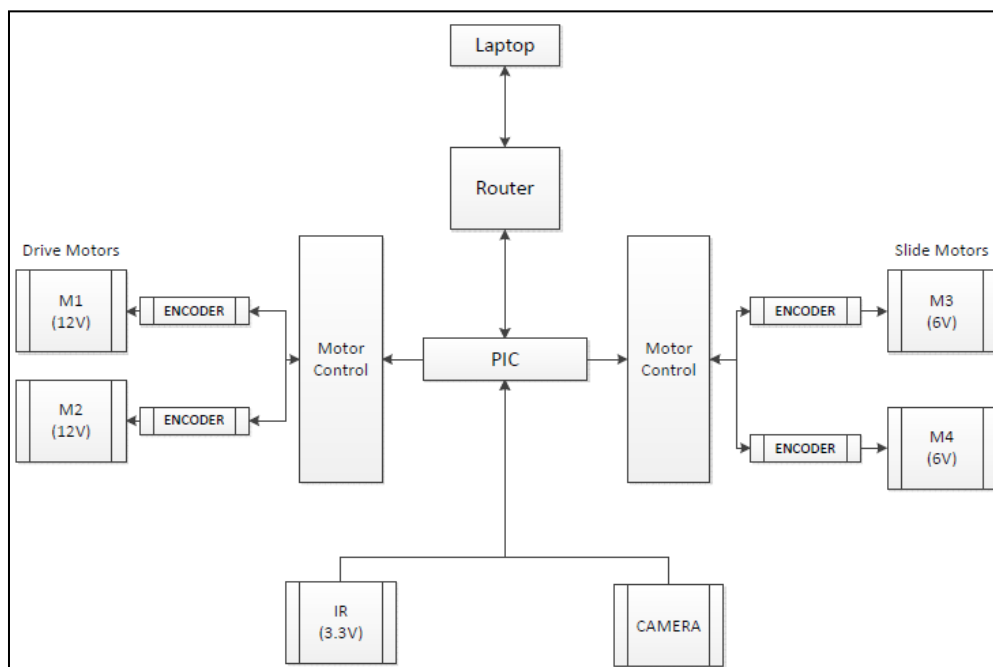 Laptop
Router
Drive Motors
Slide Motors
M1
(12V)
ENCODER
ENCODER
M3
(6V)
Motor
Control
PIC
Motor
Control
M2
(12V)
ENCODER
ENCODER
M4
(6V)
IR
(3.3V)
CAMERA